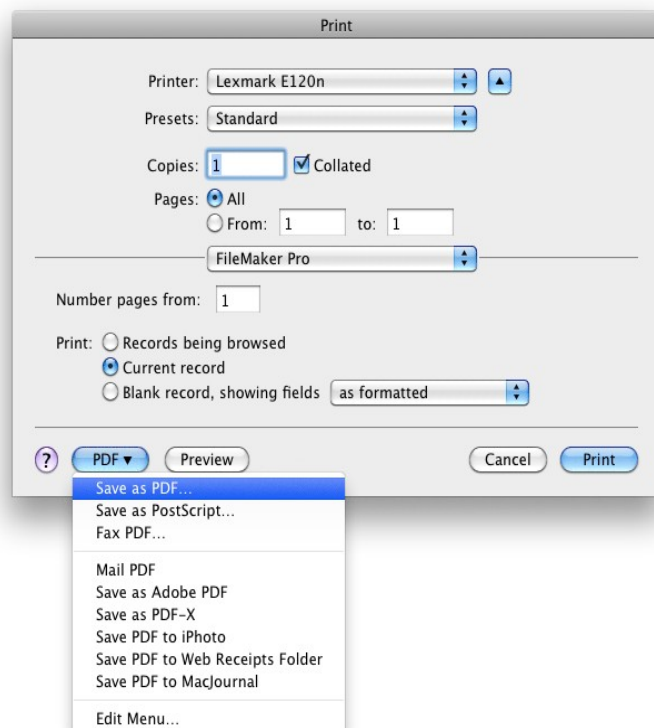 Print
Printer: Lexmark E120n
Presets: Standard
Copies: 1 Collated
Pages: All
From: 1 to: 1
FileMaker Pro
Number pages from: 1
Print: Records being browsed
Current record
Blank record, showing fields as formatted
? PDF▼ Preview Cancel Print
Save as PDF...
Save as PostScript...
Fax PDF...
Mail PDF
Save as Adobe PDF
Save as PDF-X
Save PDF to iPhoto
Save PDF to Web Receipts Folder
Save PDF to MacJournal
Edit Menu...